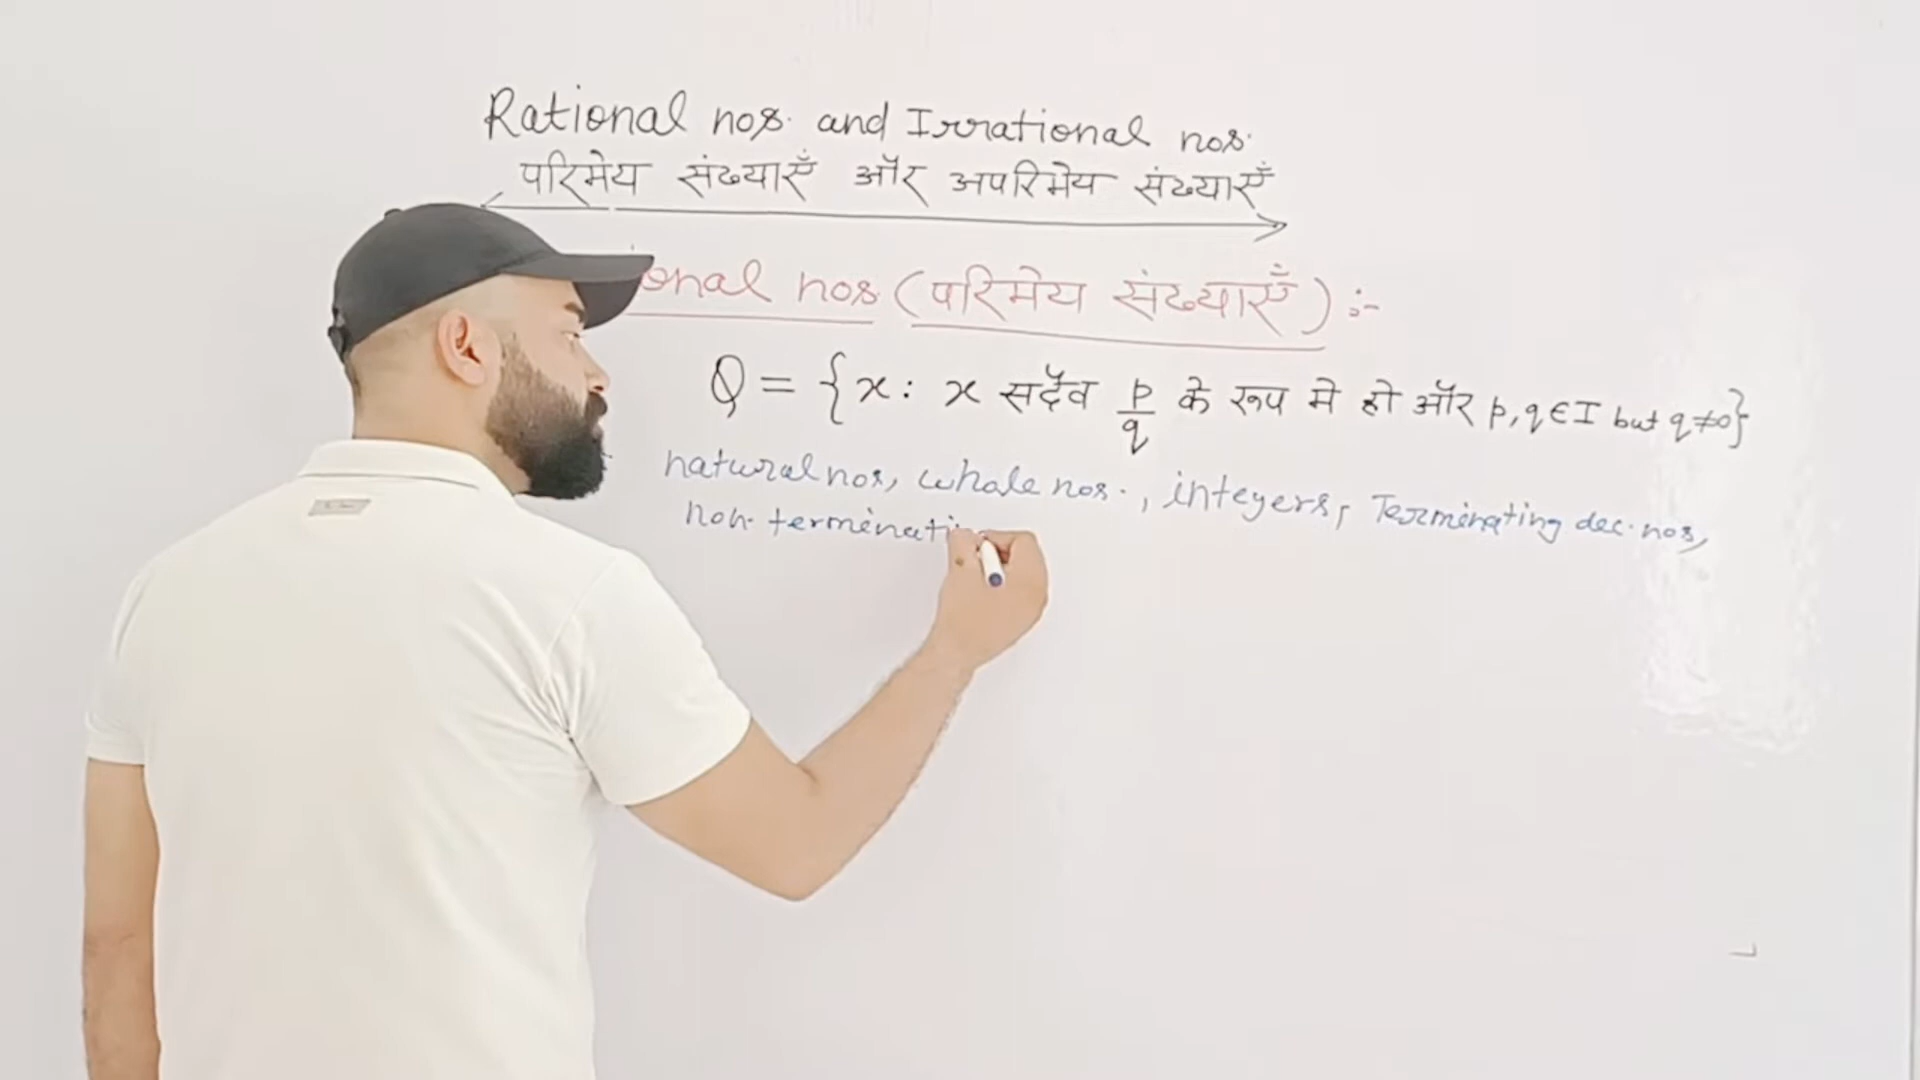 Rational nos. and Irrational nos.
परिमेय संख्याएँ और अपरिमेय संख्याएँ
onal nos (परिमेय संख्याएँ) :-
Q = {x : x सदैव p/q के रूप मे हो और p, q ∈ I but q ≠ 0}
natural nos, whole nos., integers, Terminating dec. nos,
non-terminati